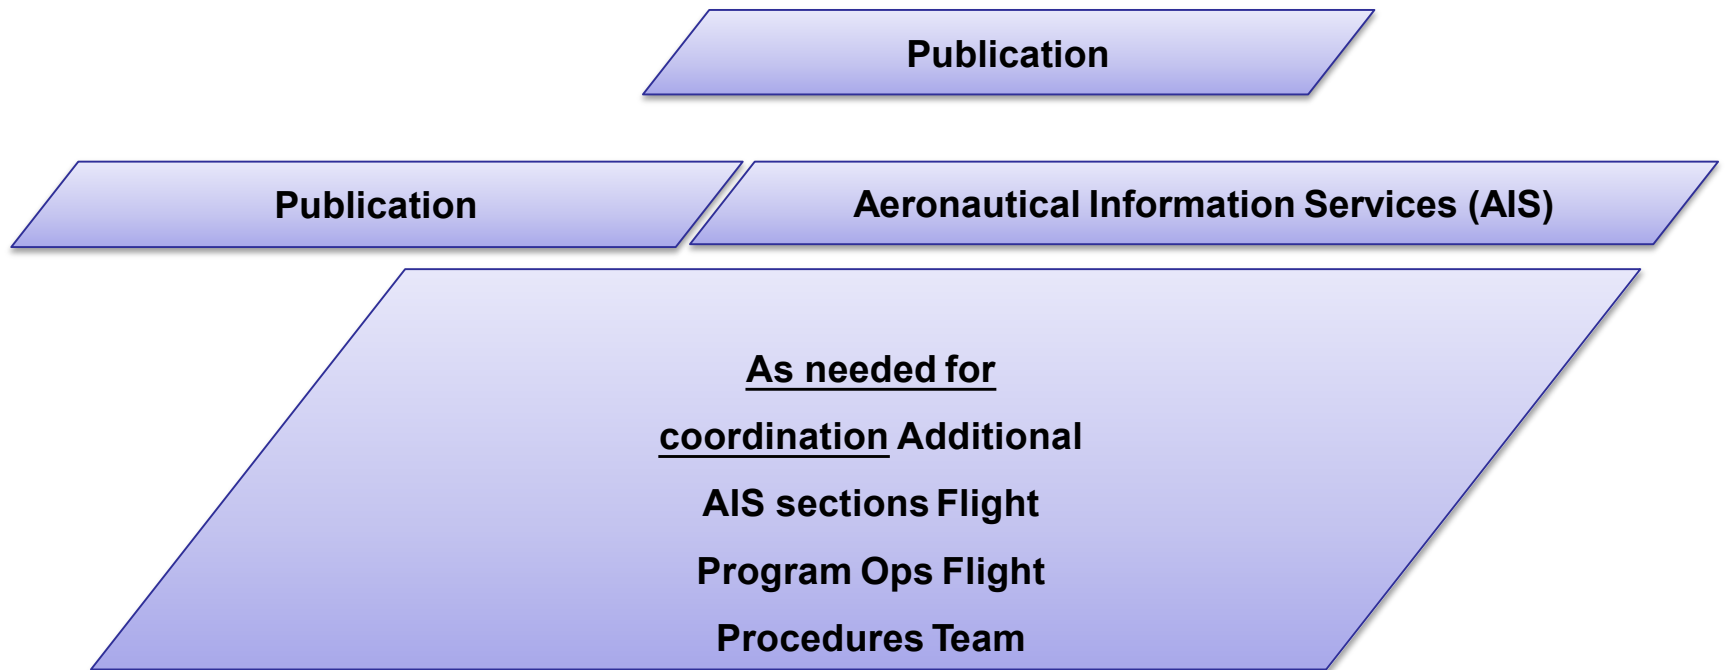 Publication
Publication
Aeronautical Information Services (AIS)
As needed for
coordination Additional
AIS sections Flight
Program Ops Flight
Procedures Team